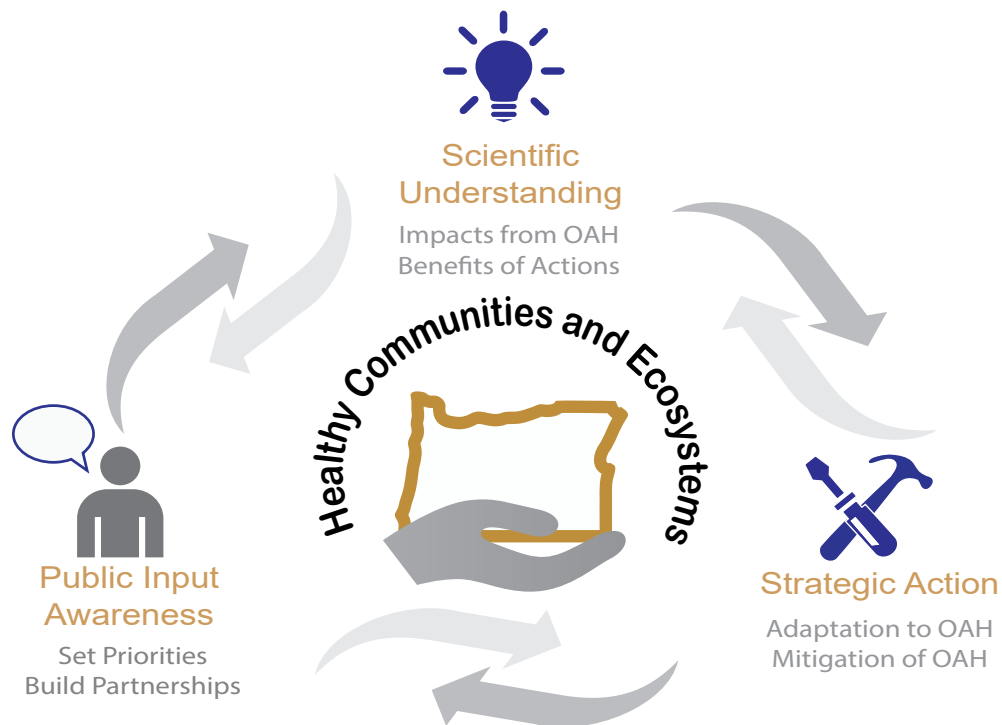 Scientific
Understanding
Impacts from OAH
Benefits of Actions
Healthy Communities and Ecosystems
Public Input
Awareness
Set Priorities
Build Partnerships
Strategic Action
Adaptation to OAH
Mitigation of OAH